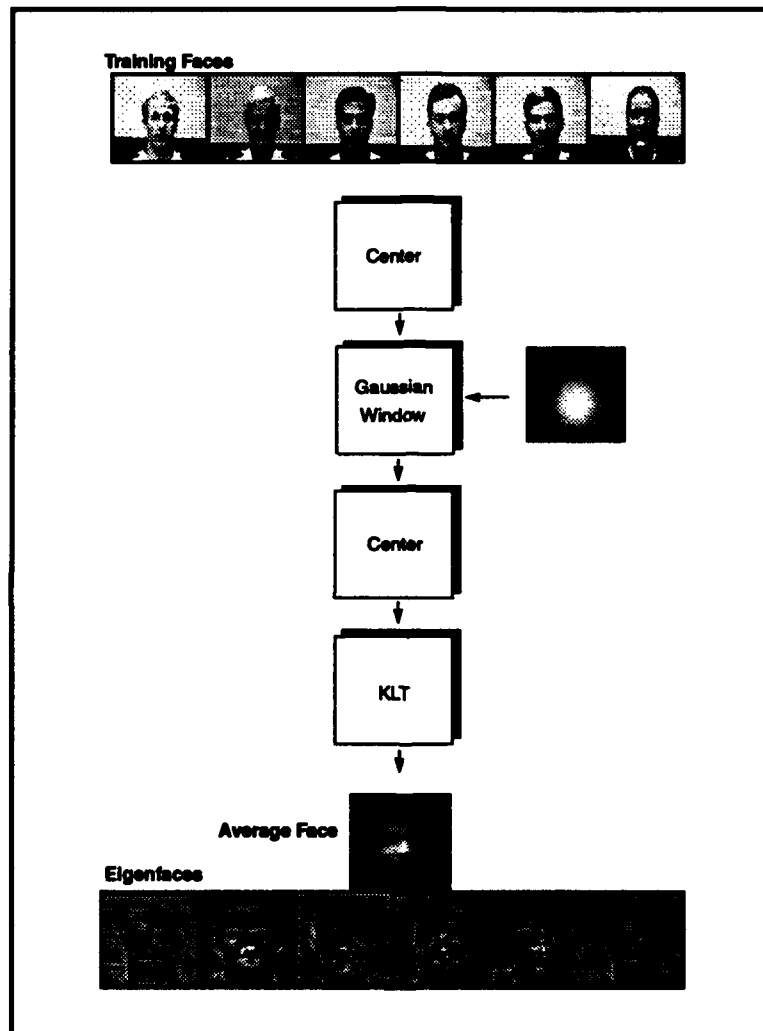 Training Faces
Center
Gaussian
Window
Center
KLT
Average Face
Eigenfaces